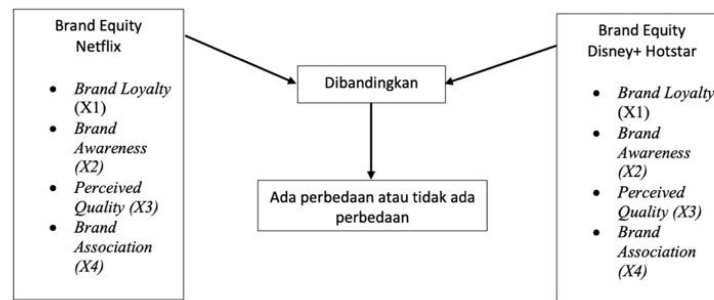 Brand Equity
Netflix
• Brand Loyalty
(X1)
• Brand
Awareness
(X2)
• Perceived
Quality (X3)
• Brand
Association
(X4)
Dibandingkan
Ada perbedaan atau tidak ada
perbedaan
Brand Equity
Disney+ Hotstar
• Brand Loyalty
(X1)
• Brand
Awareness
(X2)
• Perceived
Quality (X3)
• Brand
Association
(X4)